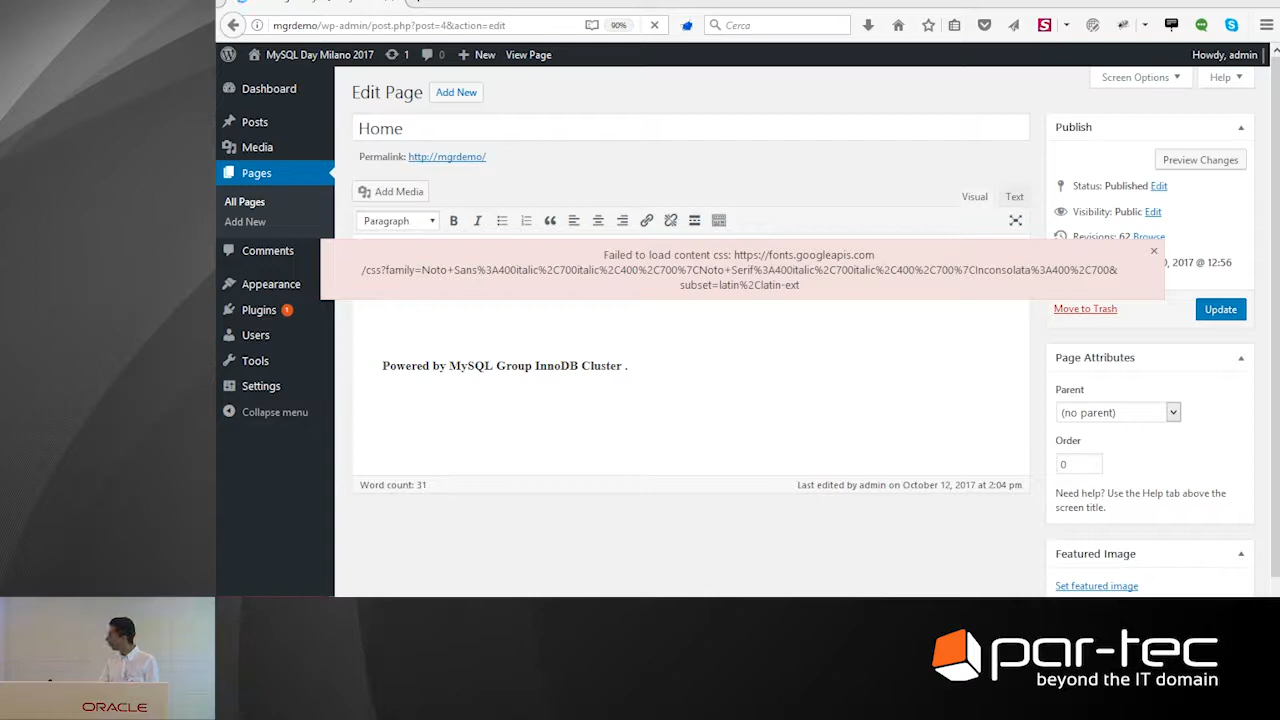 mgrdemo/wp-admin/post.php?post=4&action=edit
90%
Cerca
MySQL Day Milano 2017
1
0
New
View Page
Howdy, admin
Dashboard
Posts
Media
Pages
All Pages
Add New
Comments
Appearance
Plugins 1
Users
Tools
Settings
Collapse menu
Screen Options
Help
Edit Page
Add New
Home
Permalink: http://mgrdemo/
Add Media
Visual
Text
Paragraph
B I
Failed to load content css: https://fonts.googleapis.com
/css?family=Noto+Sans%3A400italic%2C700italic%2C400%2C700%7CNoto+Serif%3A400italic%2C700italic%2C400%2C700%7CInconsolata%3A400%2C700&
subset=latin%2Clatin-ext
Powered by MySQL Group InnoDB Cluster .
Word count: 31
Last edited by admin on October 12, 2017 at 2:04 pm
Publish
Preview Changes
Status: Published Edit
Visibility: Public Edit
Revisions: 62 Browse
, 2017 @ 12:56
Move to Trash
Update
Page Attributes
Parent
(no parent)
Order
0
Need help? Use the Help tab above the
screen title.
Featured Image
Set featured image
ORACLE
par-tec
beyond the IT domain